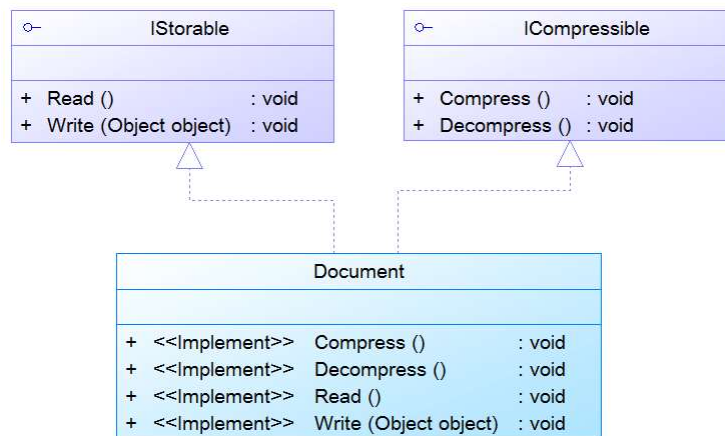 IStorable
+ Read () : void
+ Write (Object object) : void
ICompressible
+ Compress () : void
+ Decompress () : void
Document
+ <<Implement>> Compress () : void
+ <<Implement>> Decompress () : void
+ <<Implement>> Read () : void
+ <<Implement>> Write (Object object) : void